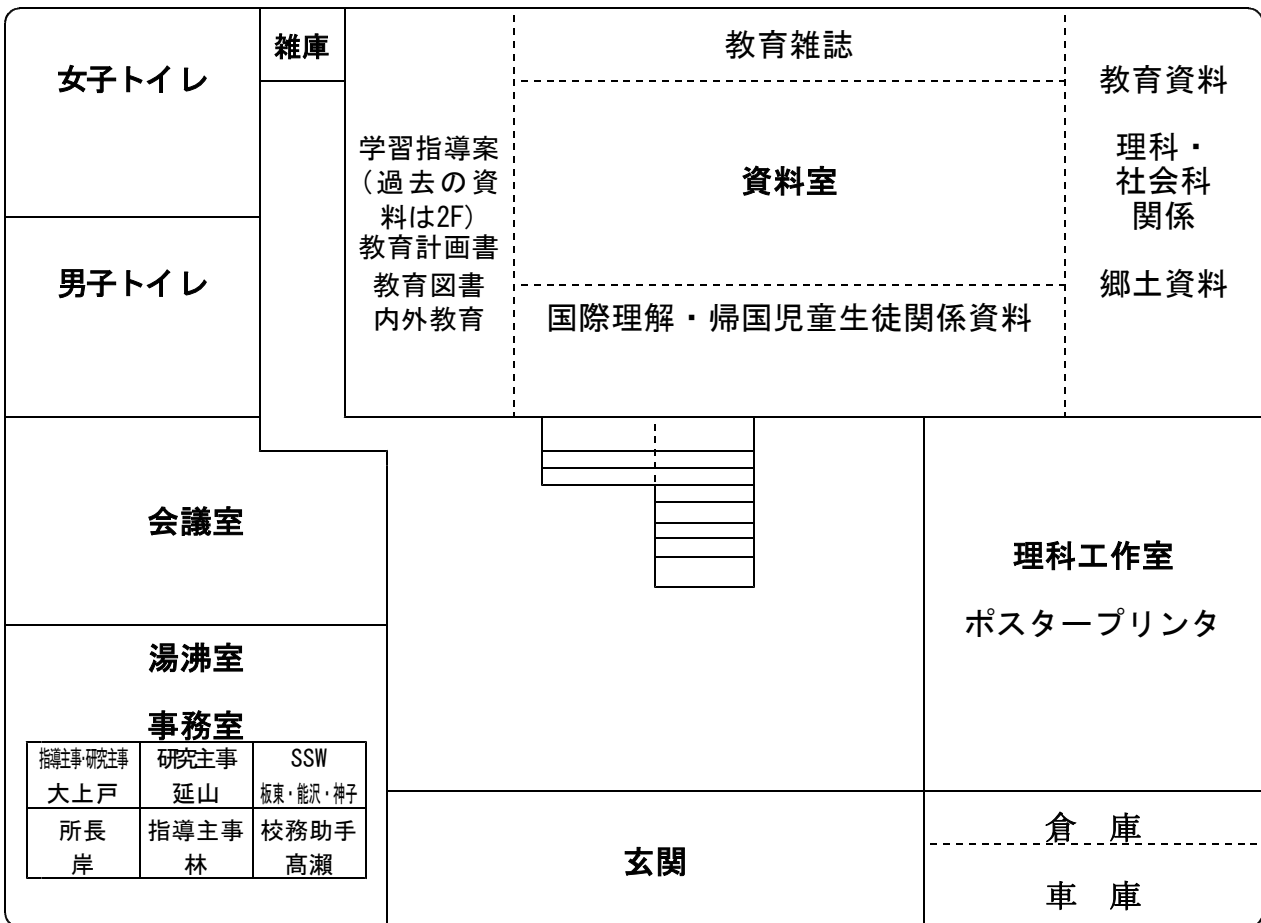 女子トイレ
雑庫
教育雑誌
教育資料
理科・
社会科
関係
郷土資料
学習指導案
(過去の資
料は2F)
教育計画書
教育図書
内外教育
資料室
国際理解・帰国児童生徒関係資料
男子トイレ
会議室
理科工作室
ポスタープリンタ
湯沸室
事務室
指導主事・研究主事 研究主事 SSW
大上戸 延山 板東・能沢・神子
所長 指導主事 校務助手
岸 林 髙瀨
玄関
倉 庫
車 庫